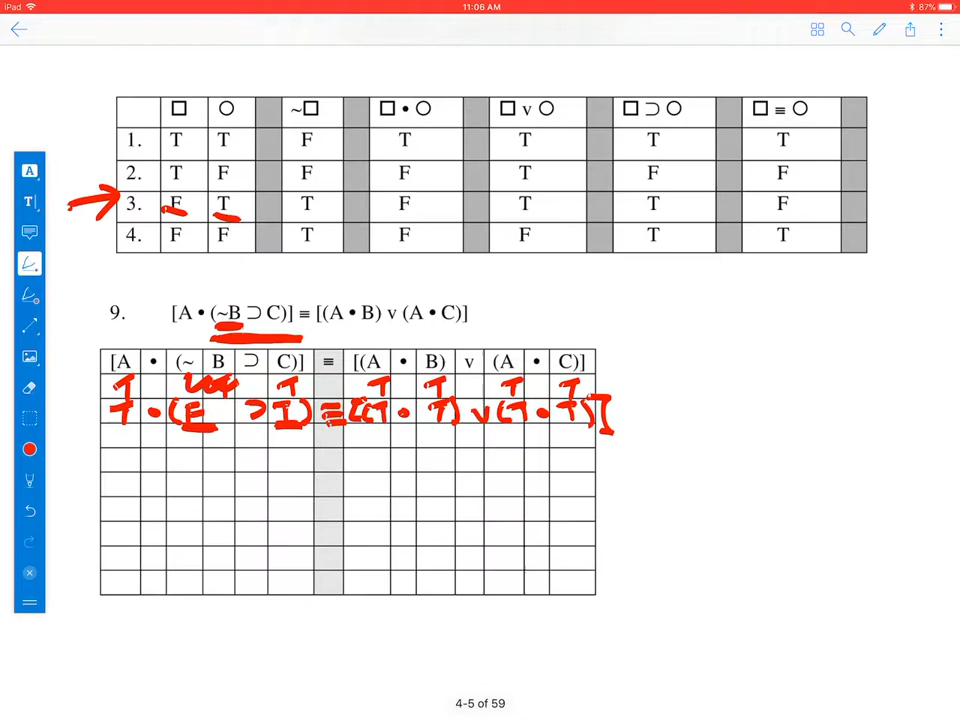 iPad 11:06 AM 87%
□ ○ ~□ □ • ○ □ v ○ □ ⊃ ○ □ ≡ ○
1. T T F T T T T
2. T F F F T F F
3. F T T F T T F
4. F F T F F T T
9. [A • (~B ⊃ C)] ≡ [(A • B) v (A • C)]
[A • (~ B ⊃ C)] ≡ [(A • B) v (A • C)]
T T T T T T
T • (F ⊃ T) ≡ [(T • T) v (T • T)]
A
T
4-5 of 59